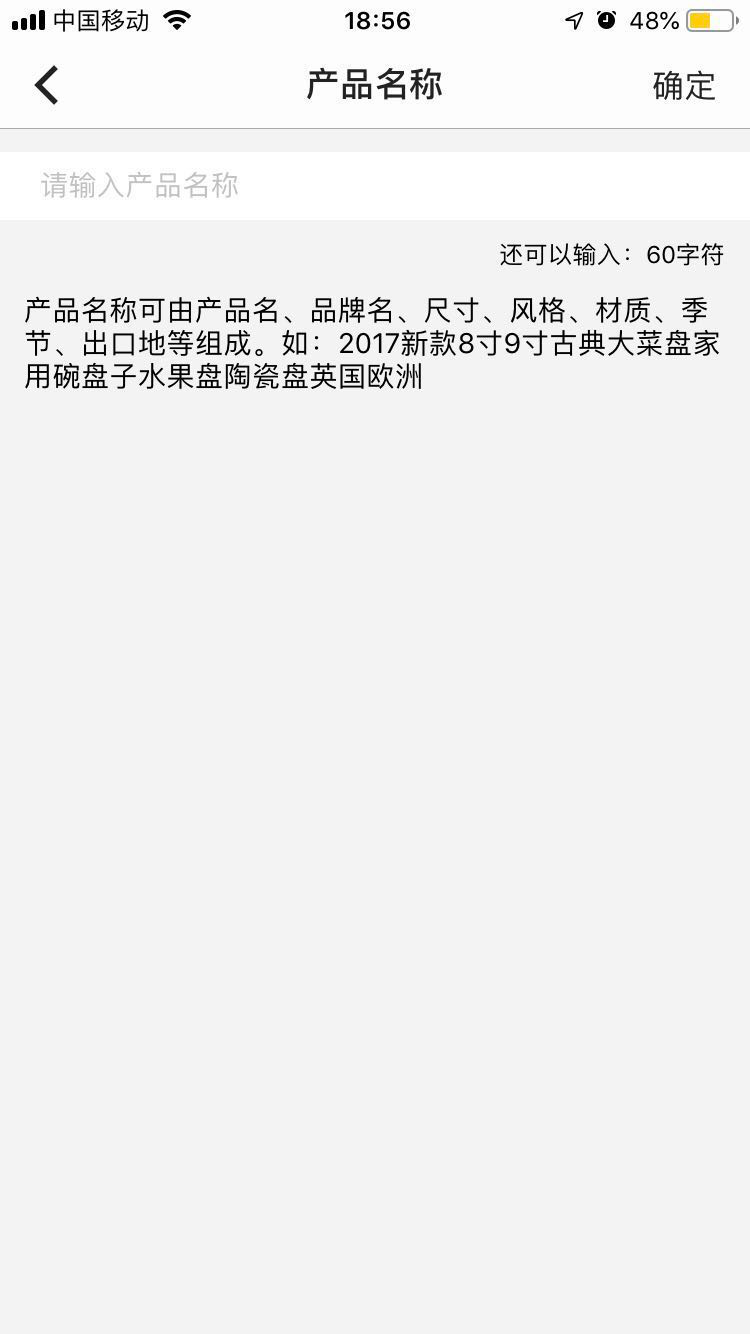 中国移动 18:56 48%
产品名称 确定
请输入产品名称
还可以输入：60字符
产品名称可由产品名、品牌名、尺寸、风格、材质、季
节、出口地等组成。如：2017新款8寸9寸古典大菜盘家
用碗盘子水果盘陶瓷盘英国欧洲